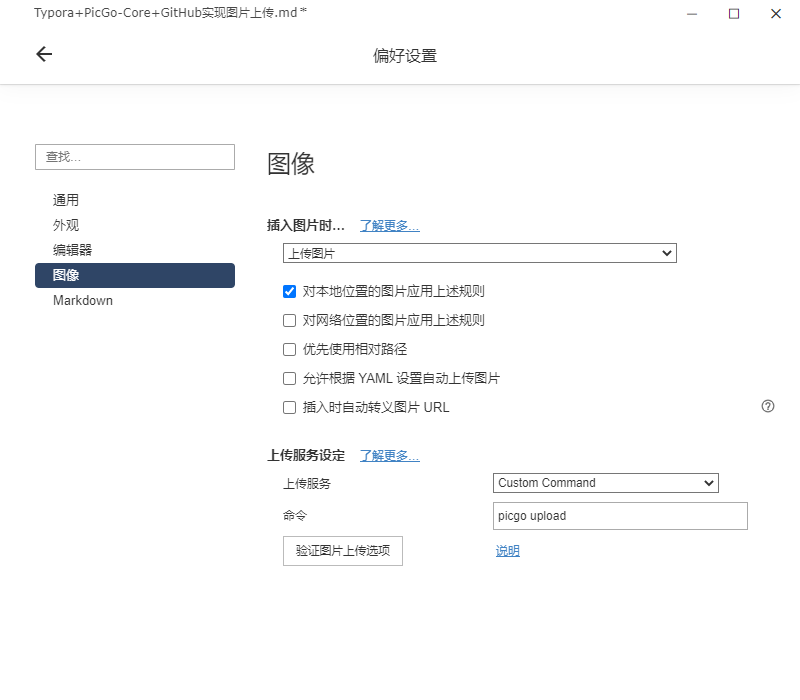 Typora+PicGo-Core+GitHub实现图片上传.md *
偏好设置
查找...
通用
外观
编辑器
图像
Markdown
图像
插入图片时... 了解更多...
上传图片
对本地位置的图片应用上述规则
对网络位置的图片应用上述规则
优先使用相对路径
允许根据 YAML 设置自动上传图片
插入时自动转义图片 URL
上传服务设定 了解更多...
上传服务 Custom Command
命令 picgo upload
验证图片上传选项 说明